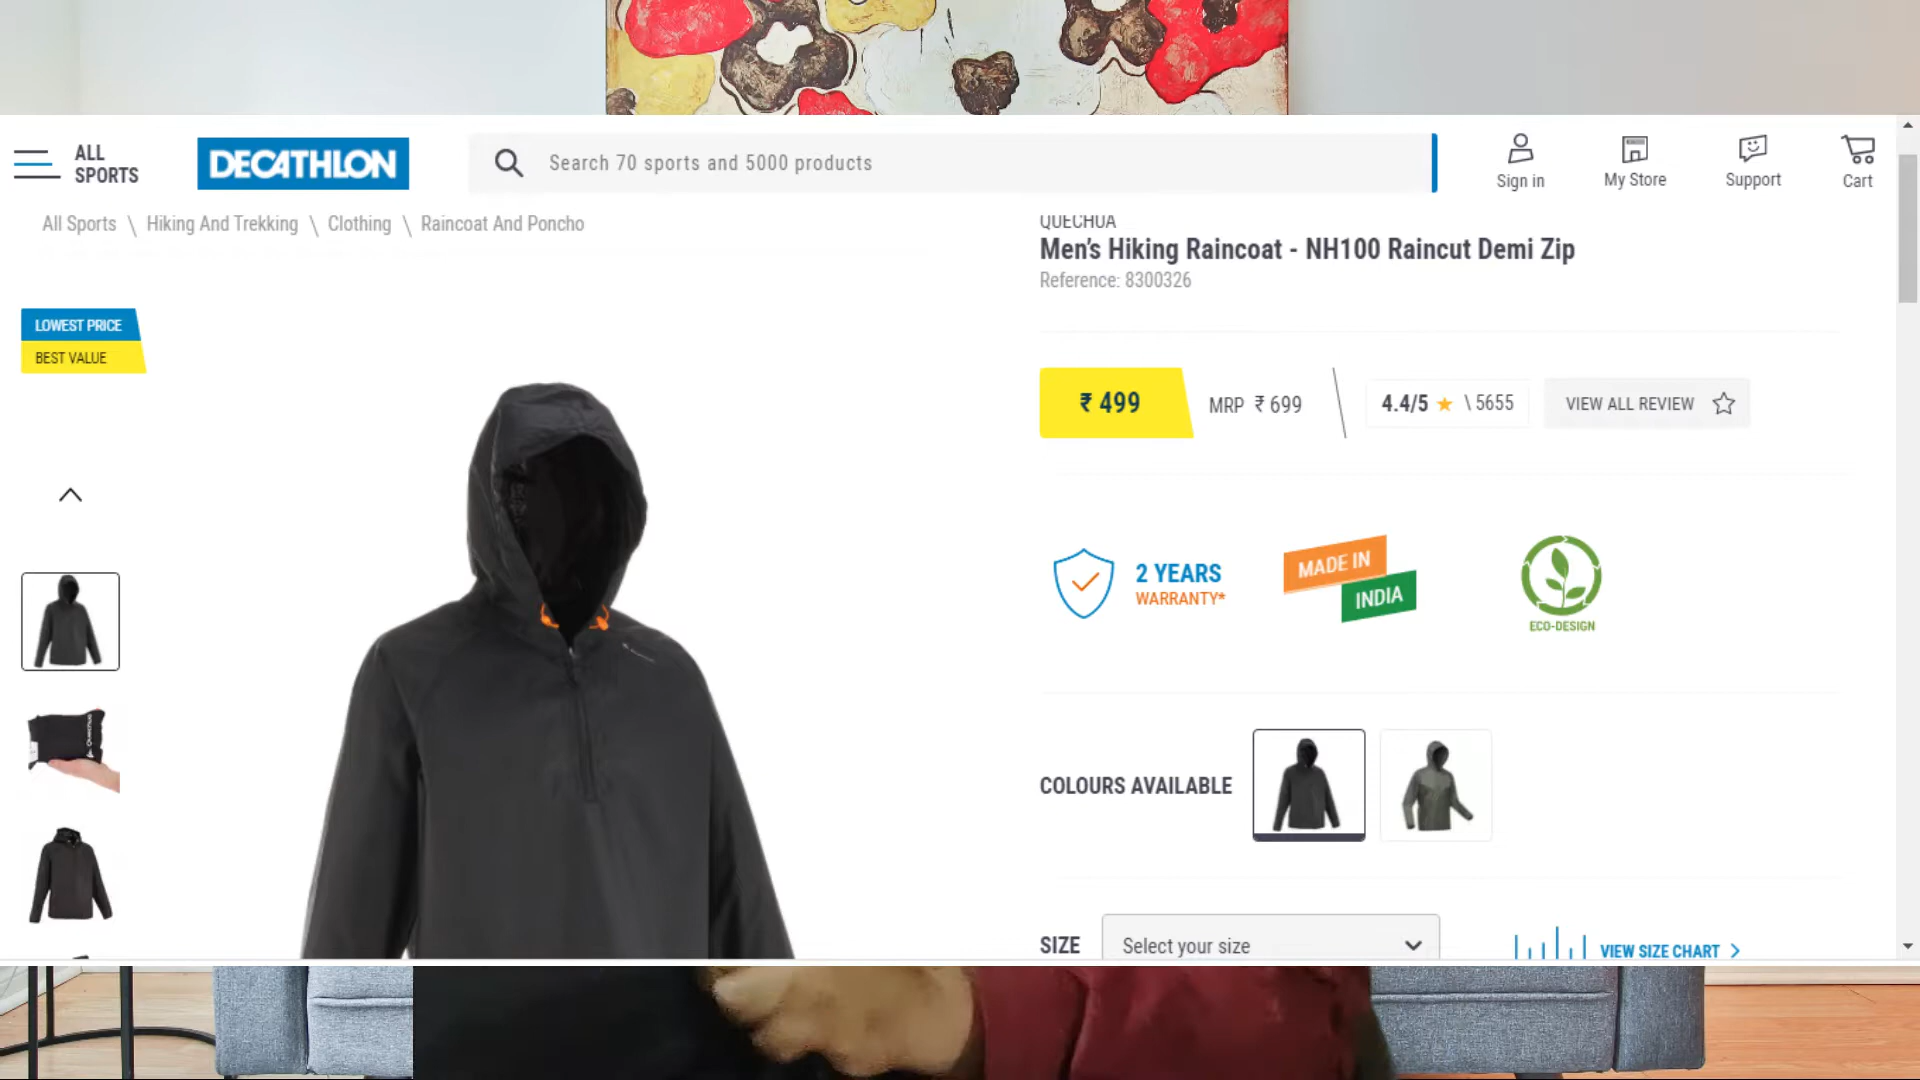 ALL
SPORTS
DECATHLON
Search 70 sports and 5000 products
Sign in
My Store
Support
Cart
All Sports \ Hiking And Trekking \ Clothing \ Raincoat And Poncho
QUECHUA
Men's Hiking Raincoat - NH100 Raincut Demi Zip
Reference: 8300326
LOWEST PRICE
BEST VALUE
₹ 499
MRP ₹ 699
4.4/5 ★ \ 5655
VIEW ALL REVIEW
2 YEARS
WARRANTY*
MADE IN
INDIA
ECO-DESIGN
COLOURS AVAILABLE
SIZE
Select your size
VIEW SIZE CHART